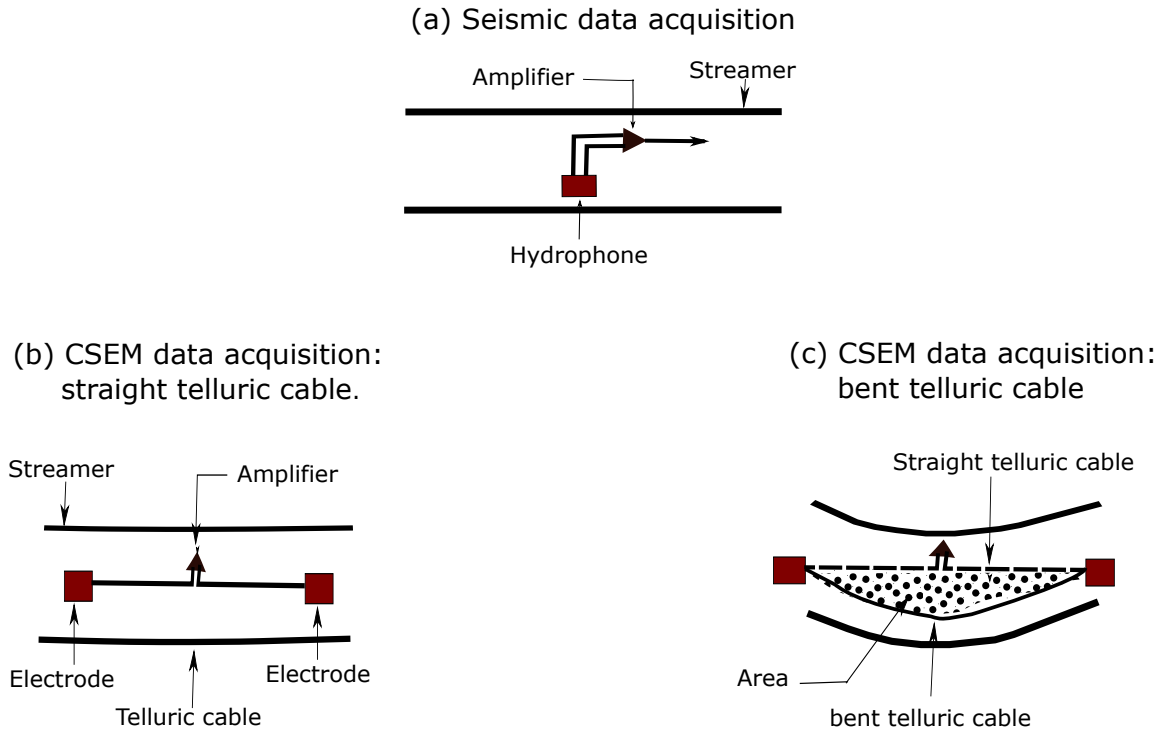 (a) Seismic data acquisition
Amplifier
Streamer
Hydrophone
(b) CSEM data acquisition:
straight telluric cable.
Streamer
Amplifier
Electrode
Electrode
Telluric cable
(c) CSEM data acquisition:
bent telluric cable
Straight telluric cable
Area
bent telluric cable